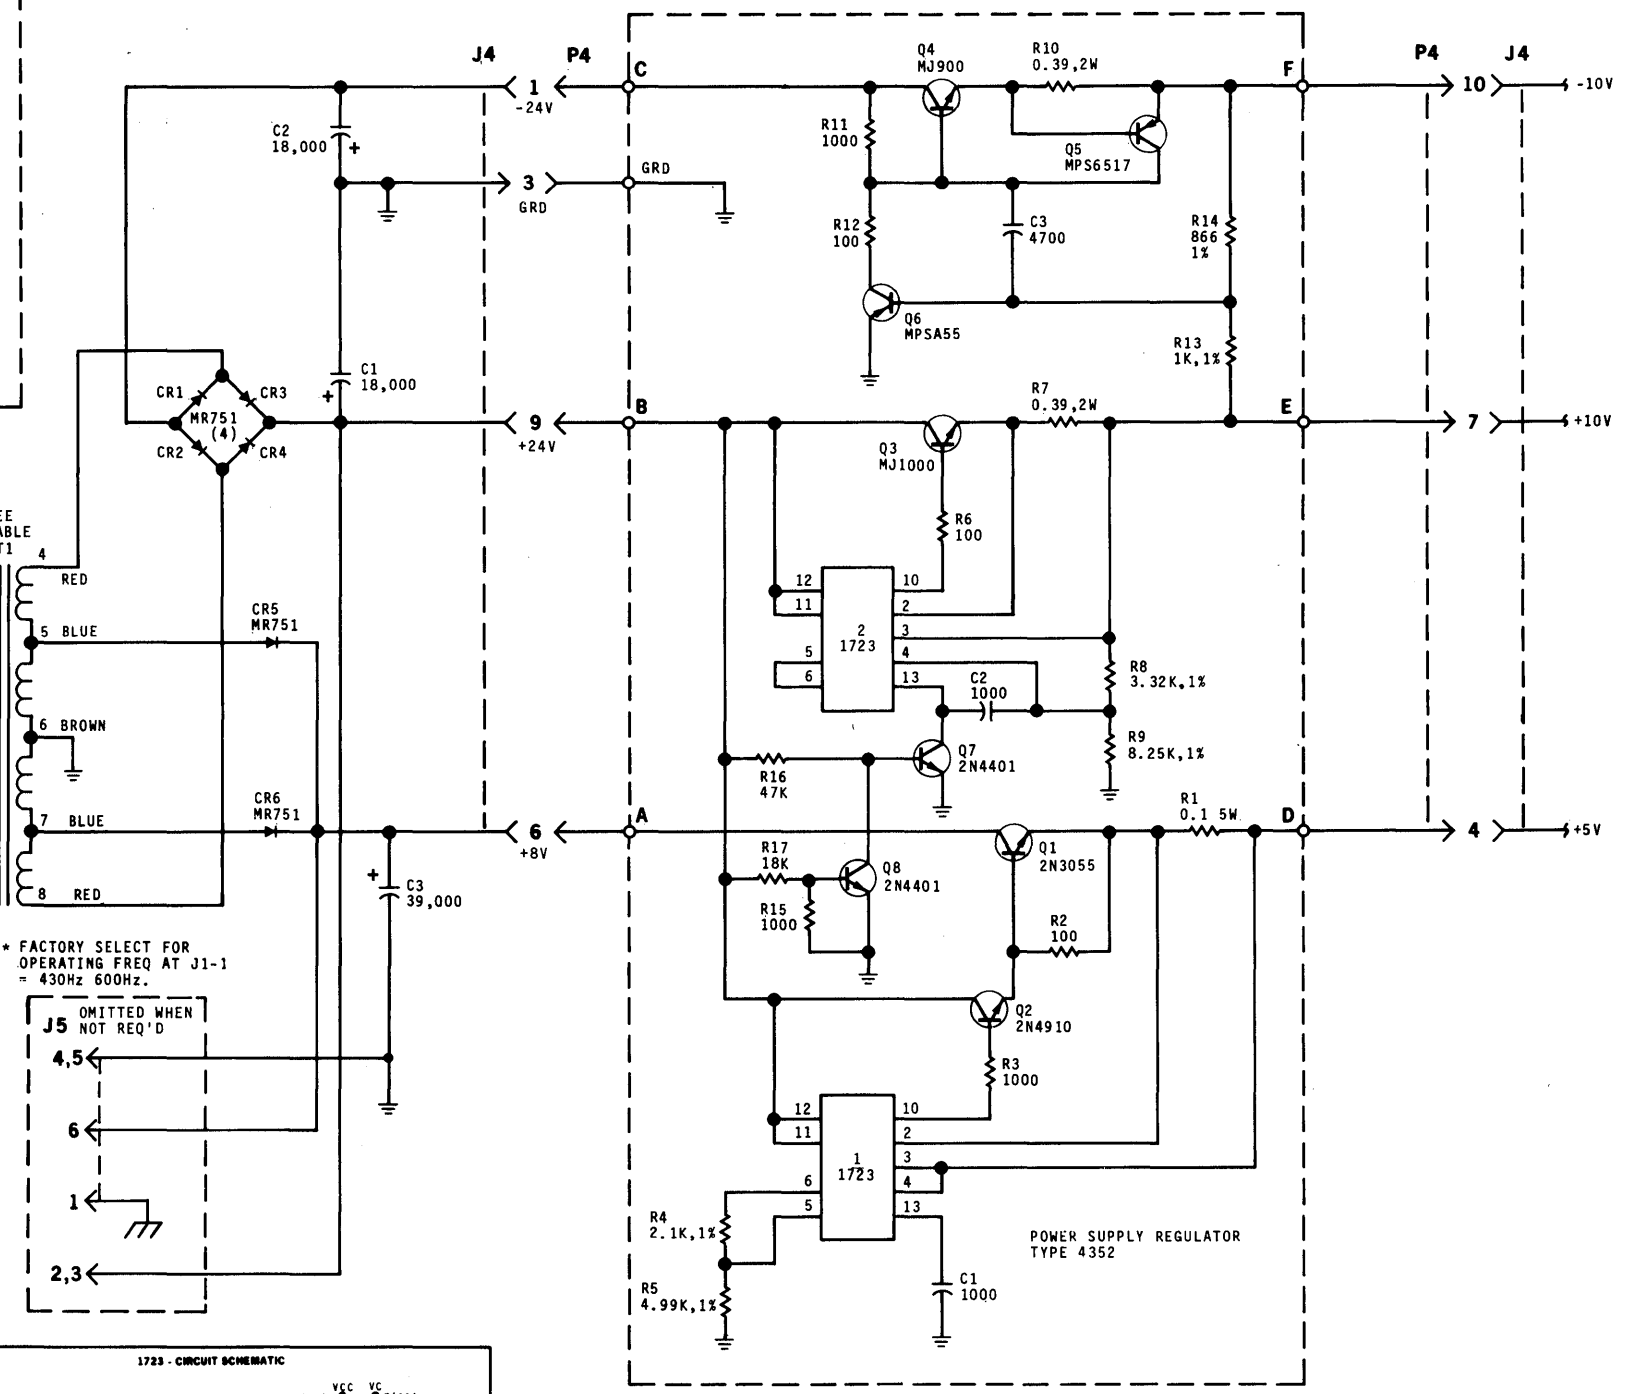 J4
P4
C
Q4
MJ900
R10
0.39,2W
F
P4
J4
1
-24V
10
-10V
C2
18,000
+
R11
1000
Q5
MPS6517
3
GRD
GRD
R12
100
C3
4700
R14
866
1%
Q6
MPSA55
R13
1K,1%
C1
18,000
+
CR1
CR3
MR751
(4)
CR2
CR4
9
+24V
B
R7
0.39,2W
E
7
+10V
Q3
MJ1000
R6
100
4
RED
12
11
10
2
3
2
1723
5
6
4
13
C2
1000
R8
3.32K,1%
R9
8.25K,1%
CR5
MR751
5 BLUE
6 BROWN
Q7
2N4401
R16
47K
CR6
MR751
7 BLUE
6
+8V
A
R1
0.1 5W
D
4
+5V
R17
18K
Q8
2N4401
Q1
2N3055
R15
1000
R2
100
+
C3
39,000
8 RED
* FACTORY SELECT FOR
OPERATING FREQ AT J1-1
= 430Hz 600Hz.
J5
OMITTED WHEN
NOT REQ'D
4,5
6
1
2,3
Q2
2N4910
R3
1000
12
11
10
2
3
1
1723
6
5
4
13
R4
2.1K,1%
R5
4.99K,1%
C1
1000
POWER SUPPLY REGULATOR
TYPE 4352
1723 - CIRCUIT SCHEMATIC
VCC VC